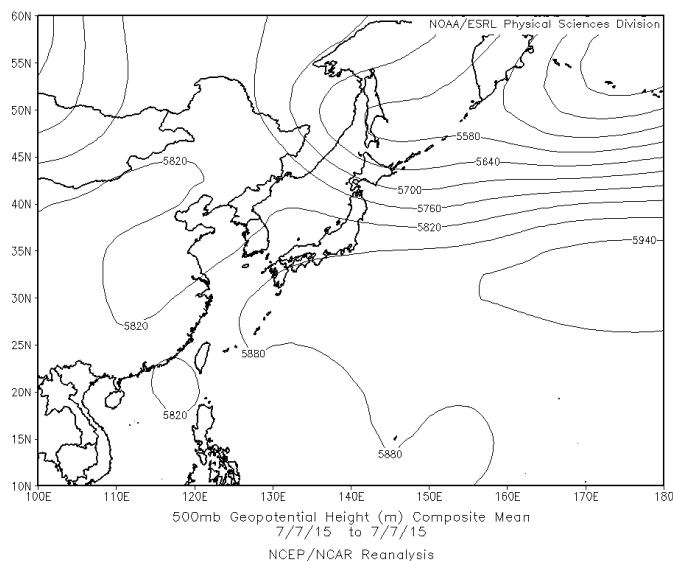 NOAA/ESRL Physical Sciences Division
60N
55N
50N
45N
40N
35N
30N
25N
20N
15N
10N
5580
5820
5640
5700
5760
5820
5940
5820
5880
5820
5880
100E
110E
120E
130E
140E
150E
160E
170E
180
500mb Geopotential Height (m) Composite Mean
7/7/15 to 7/7/15
NCEP/NCAR Reanalysis